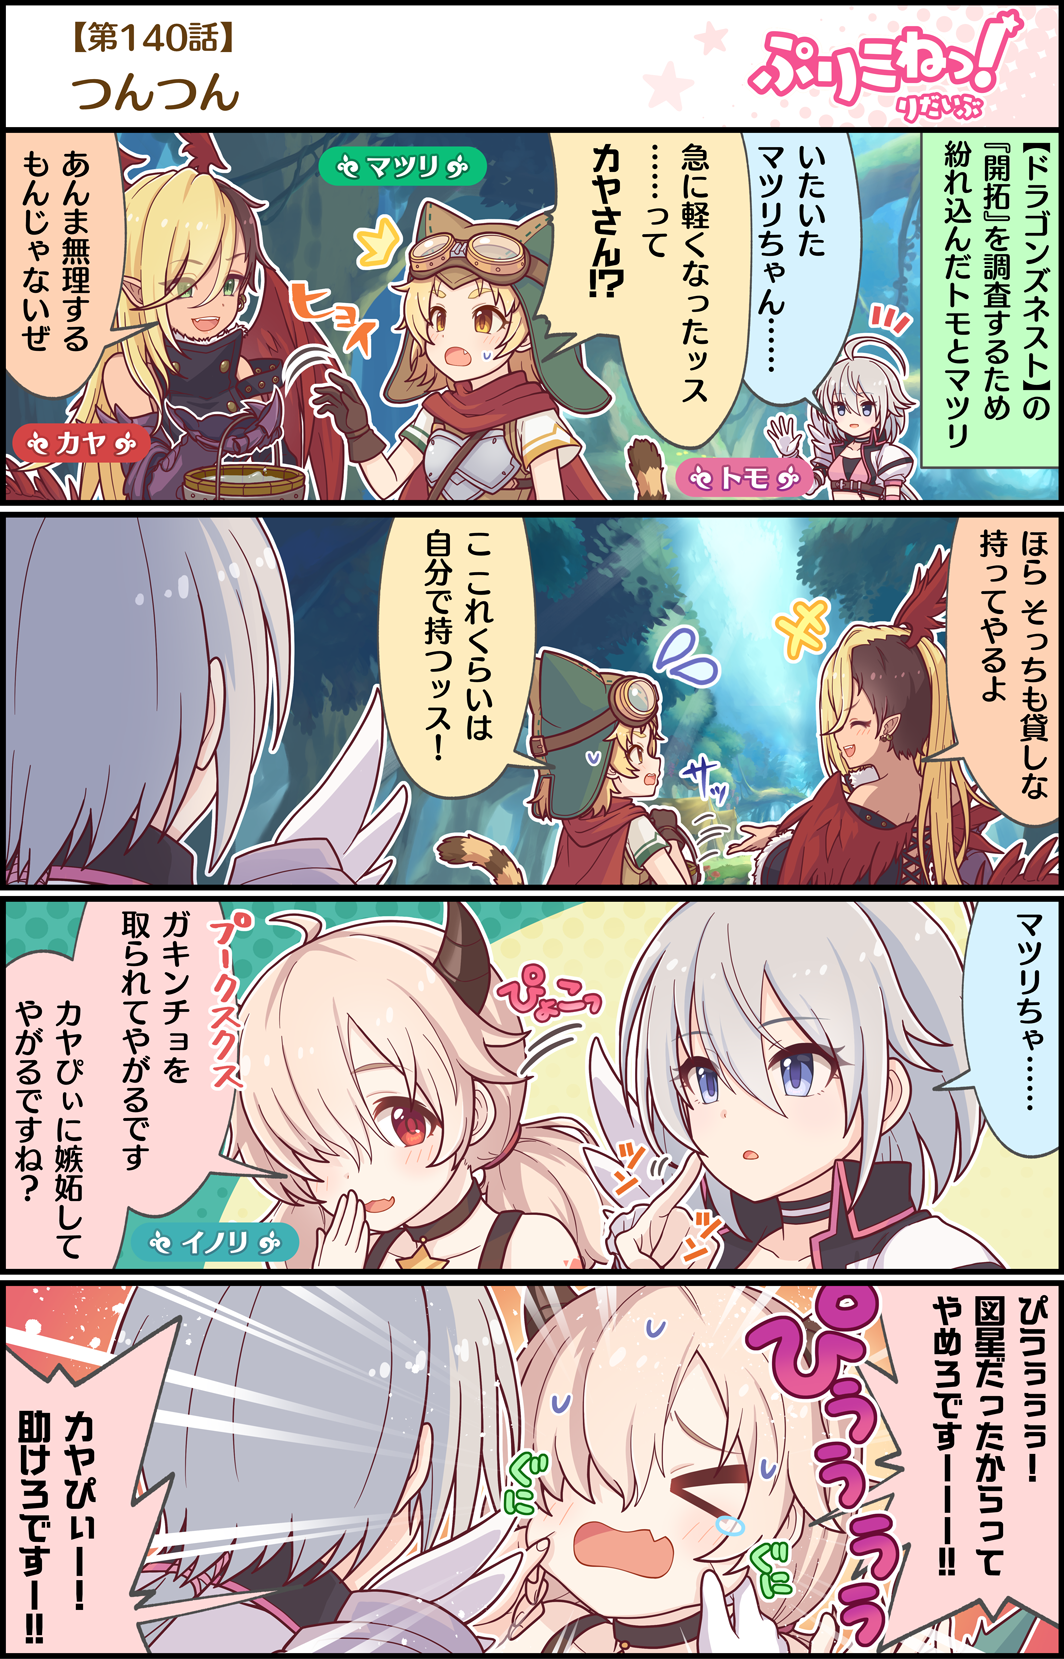 【第140話】
つんつん
ぷりこねっ!
りだいぶ
【ドラゴンズネスト】の
『開拓』を調査するため
紛れ込んだトモとマツリ
いたいた
マツリちゃん……
トモ
急に軽くなったッス
……って
カヤさん!?
マツリ
ヒョイ
あんま無理する
もんじゃないぜ
カヤ
ほら そっちも貸しな
持ってやるよ
サッ
こ これくらいは
自分で持つッス!
マツリちゃ……
ぴょこっ
ツン
ツン
プークスクス
ガキンチョを
取られてやがるです
カヤぴぃに嫉妬して
やがるですね?
イノリ
ぴうぅぅぅぅ!
図星だったからって
やめろですーーー!!
ぴぅぅぅぅぅ
ぐにに
ぐにに
カヤぴぃーー!
助けろですー!!